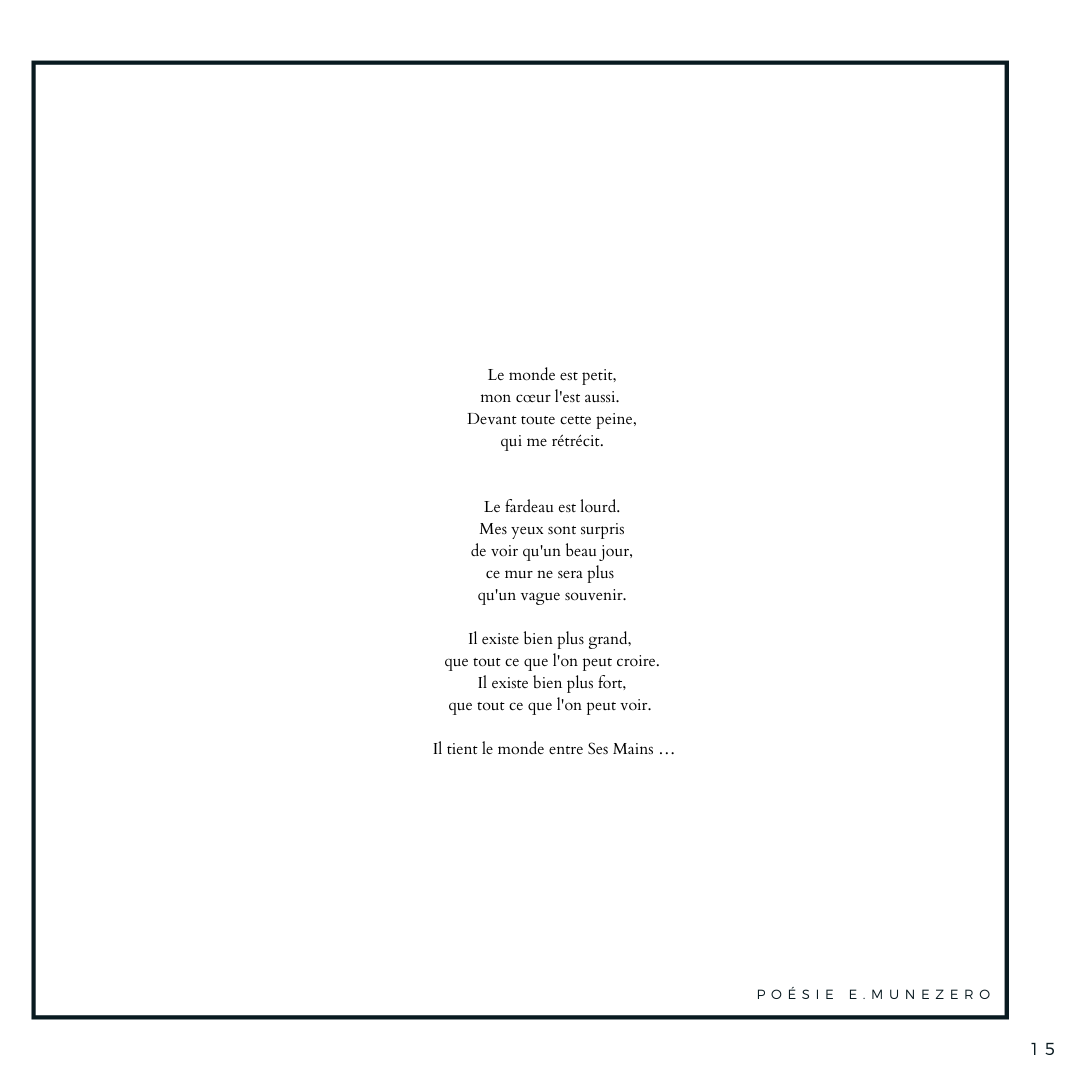 Le monde est petit,
mon cœur l'est aussi.
Devant toute cette peine,
qui me rétrécit.
Le fardeau est lourd.
Mes yeux sont surpris
de voir qu'un beau jour,
ce mur ne sera plus
qu'un vague souvenir.
Il existe bien plus grand,
que tout ce que l'on peut croire.
Il existe bien plus fort,
que tout ce que l'on peut voir.
Il tient le monde entre Ses Mains …
POÉSIE E.MUNEZERO
15